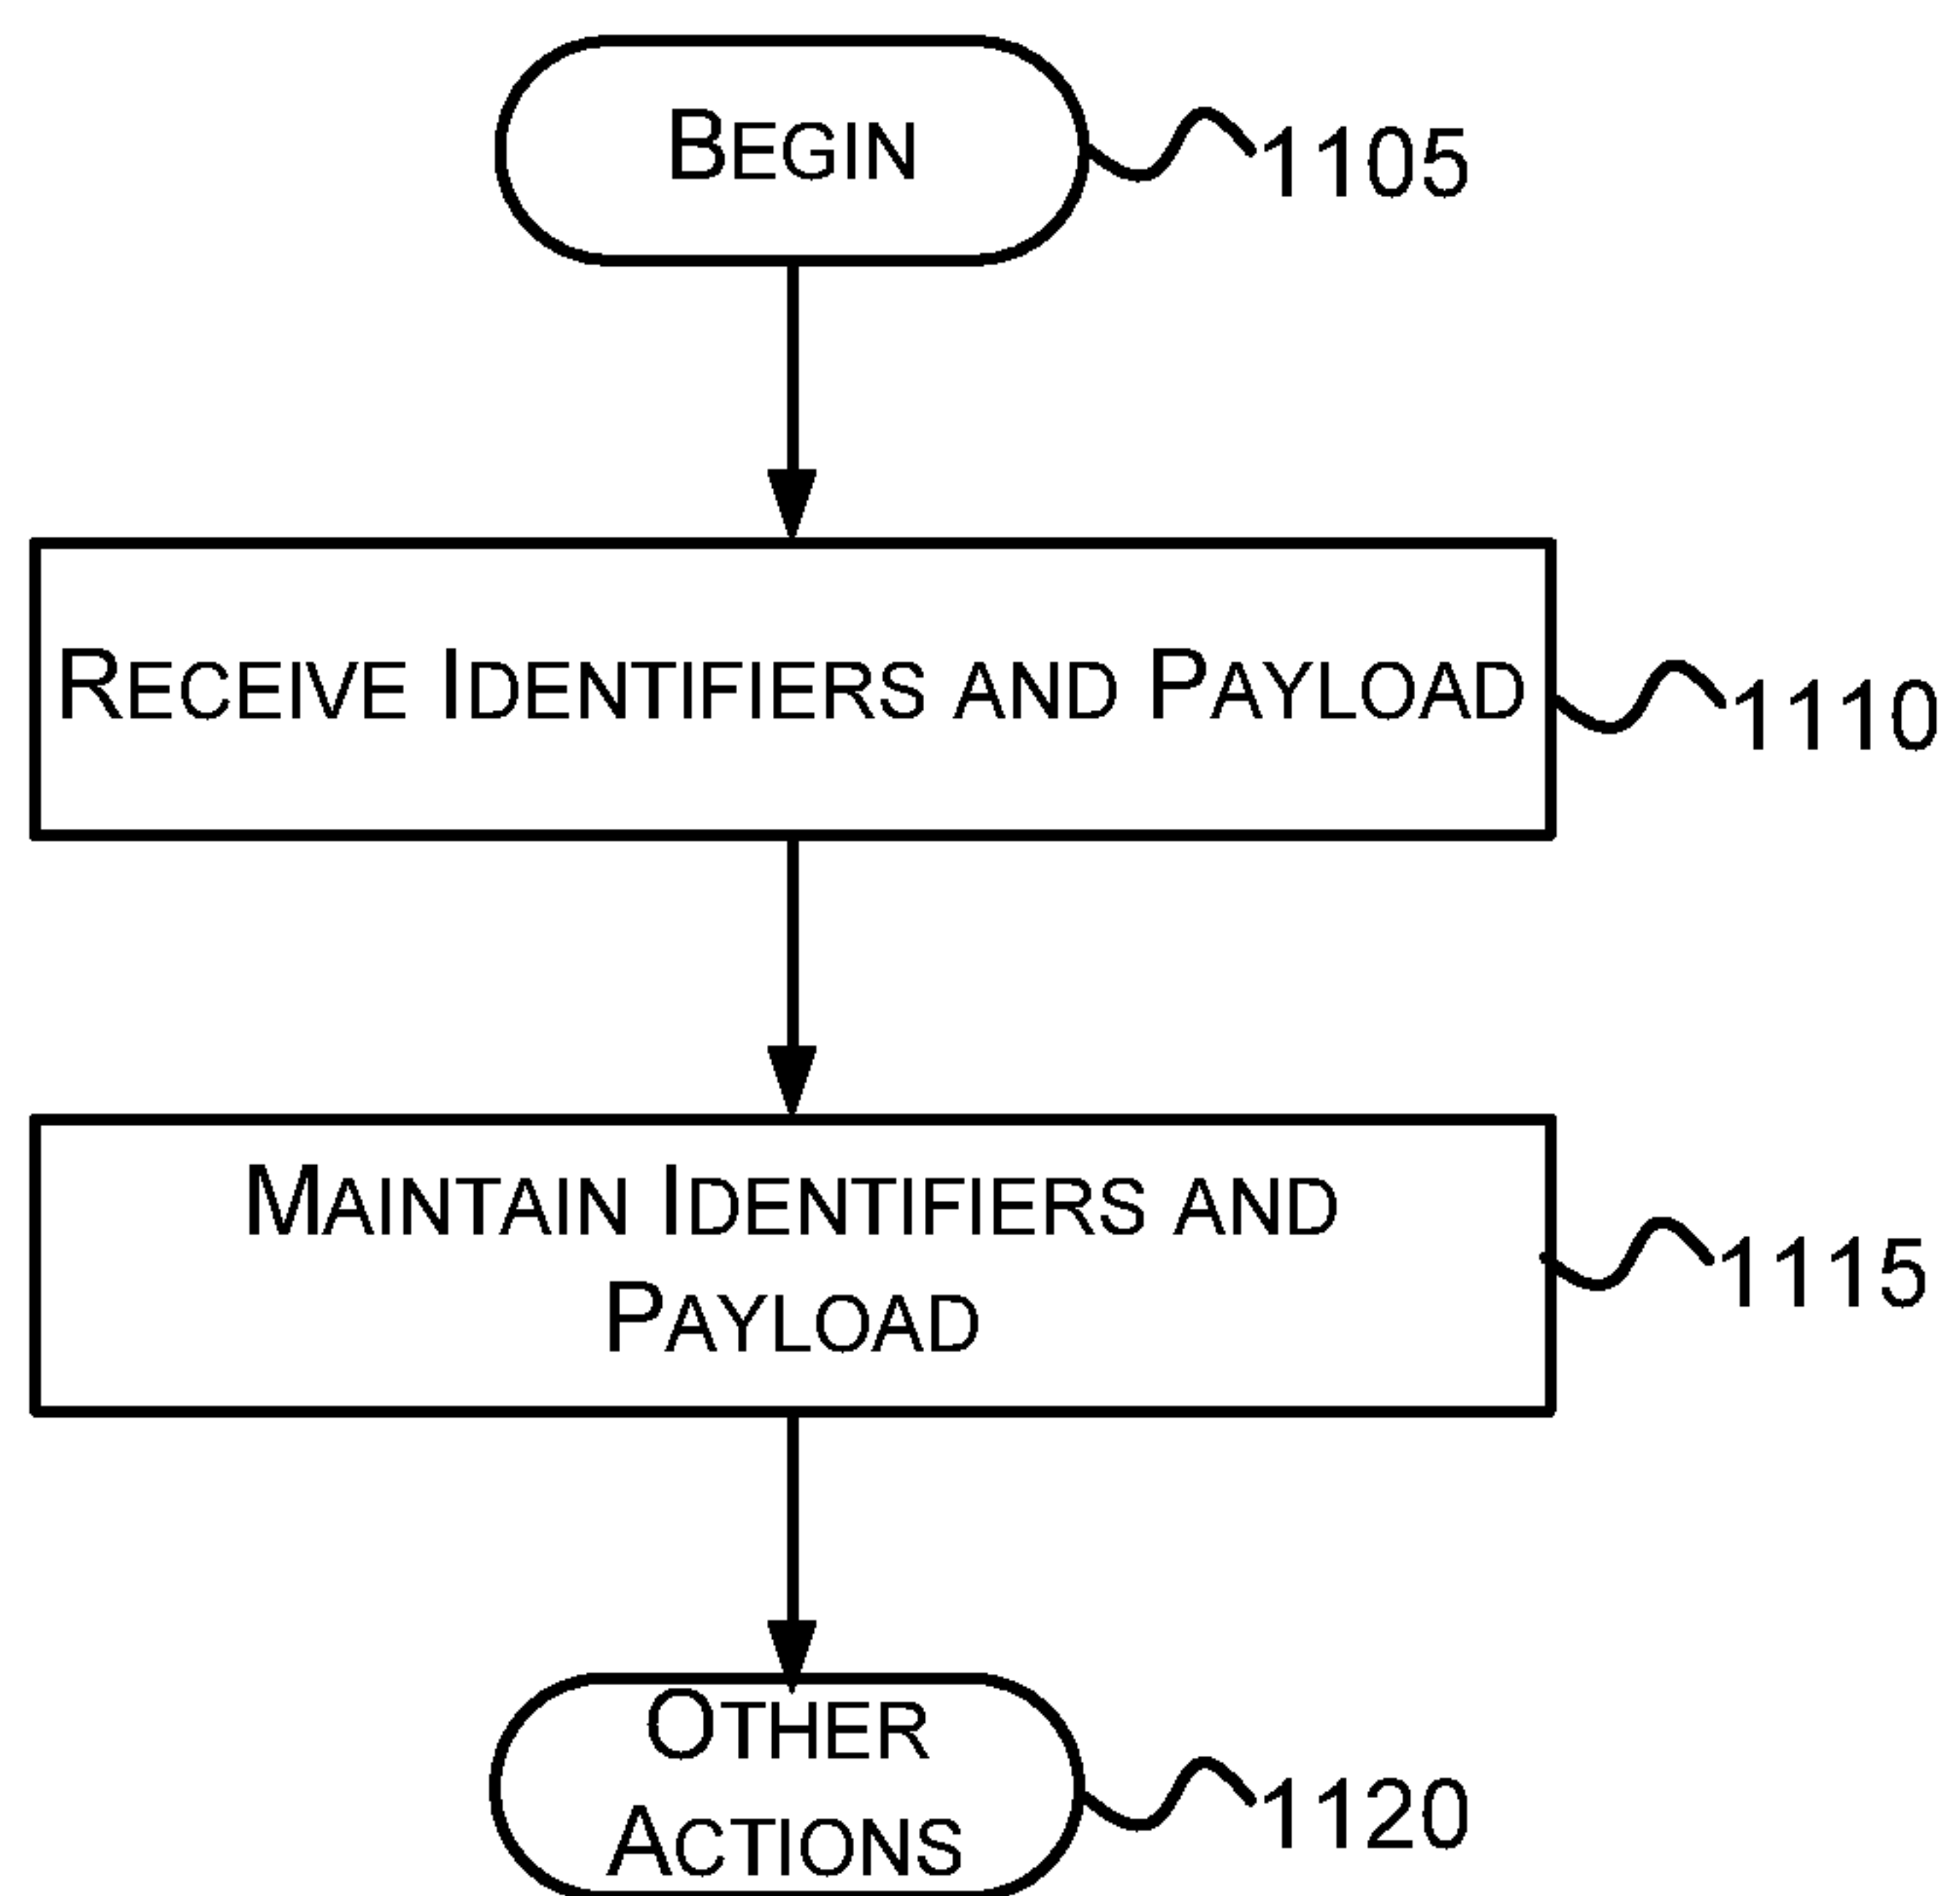 BEGIN
1105
RECEIVE IDENTIFIERS AND PAYLOAD
1110
MAINTAIN IDENTIFIERS AND
PAYLOAD
1115
OTHER
ACTIONS
1120